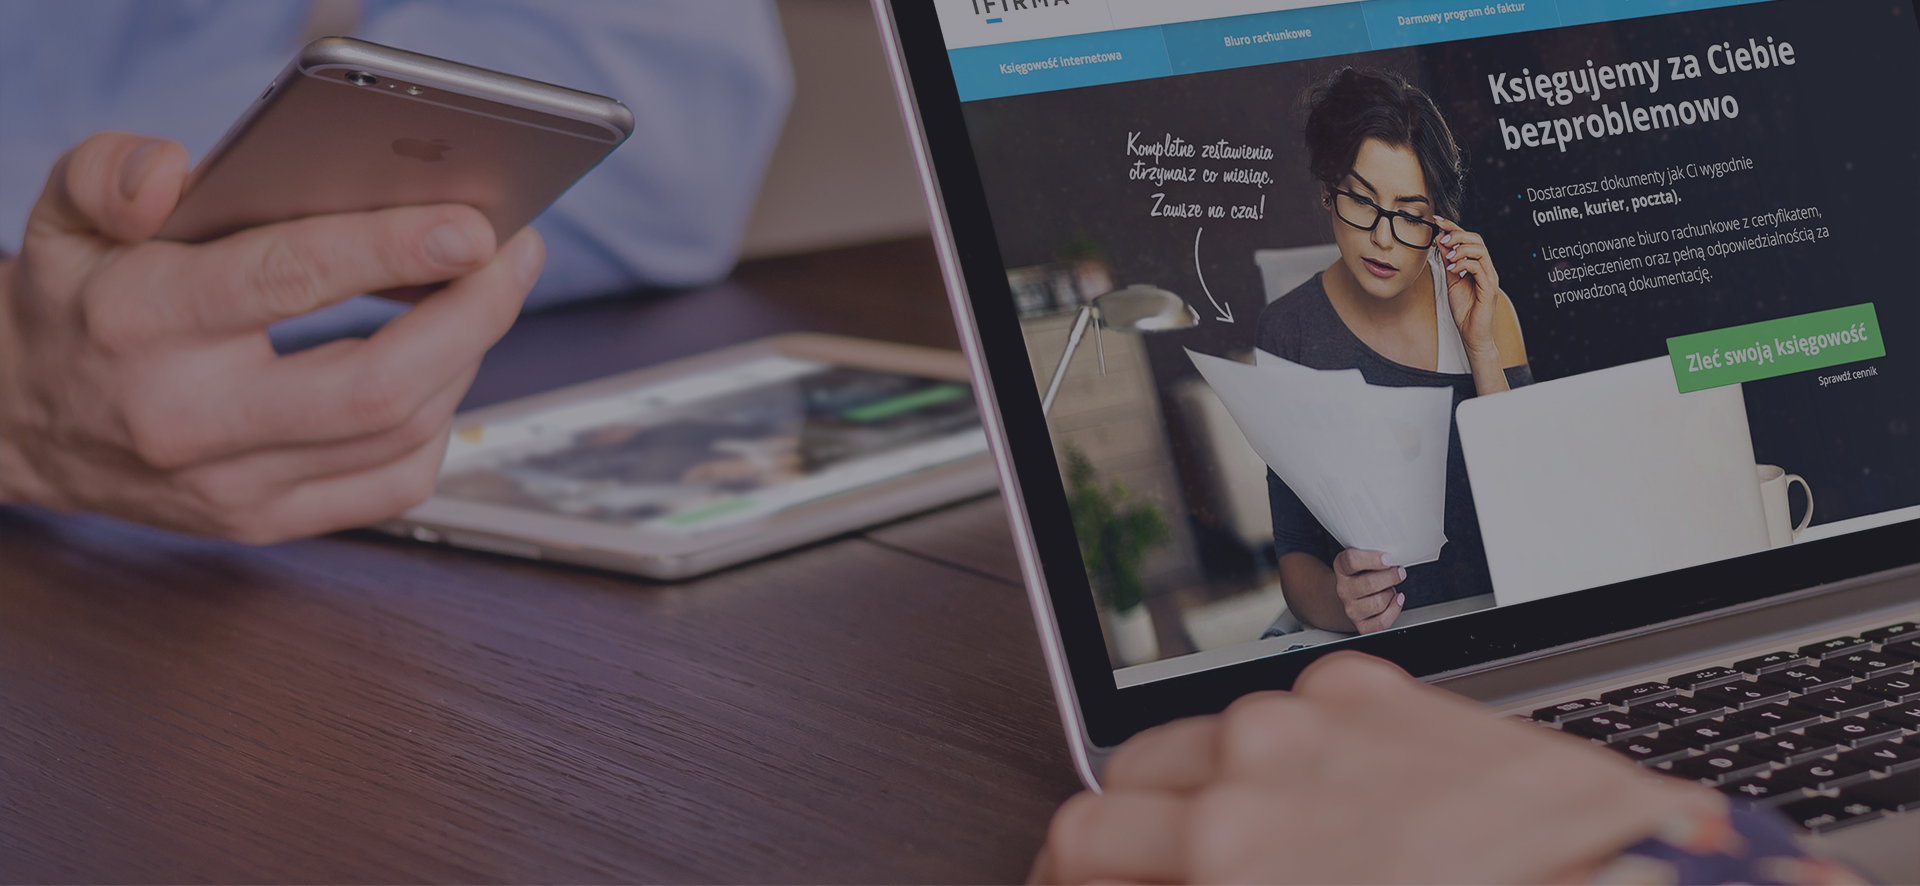 IFIRMA
Księgowość internetowa
Biuro rachunkowe
Darmowy program do faktur
Księgujemy za Ciebie
bezproblemowo
Kompletne zestawienia
otrzymasz co miesiąc.
Zawsze na czas!
Dostarczasz dokumenty jak Ci wygodnie
(online, kurier, poczta).
Licencjonowane biuro rachunkowe z certyfikatem,
ubezpieczeniem oraz pełną odpowiedzialnością za
prowadzoną dokumentację.
Zleć swoją księgowość
Sprawdź cennik